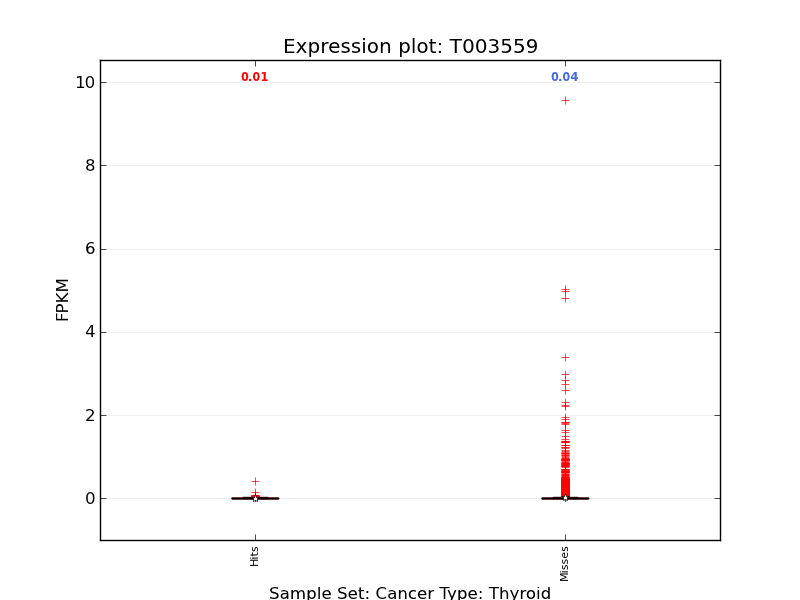 Expression plot: T003559
10
0.01
0.04
8
6
FPKM
4
2
0
Hits
Misses
Sample Set: Cancer Type: Thyroid